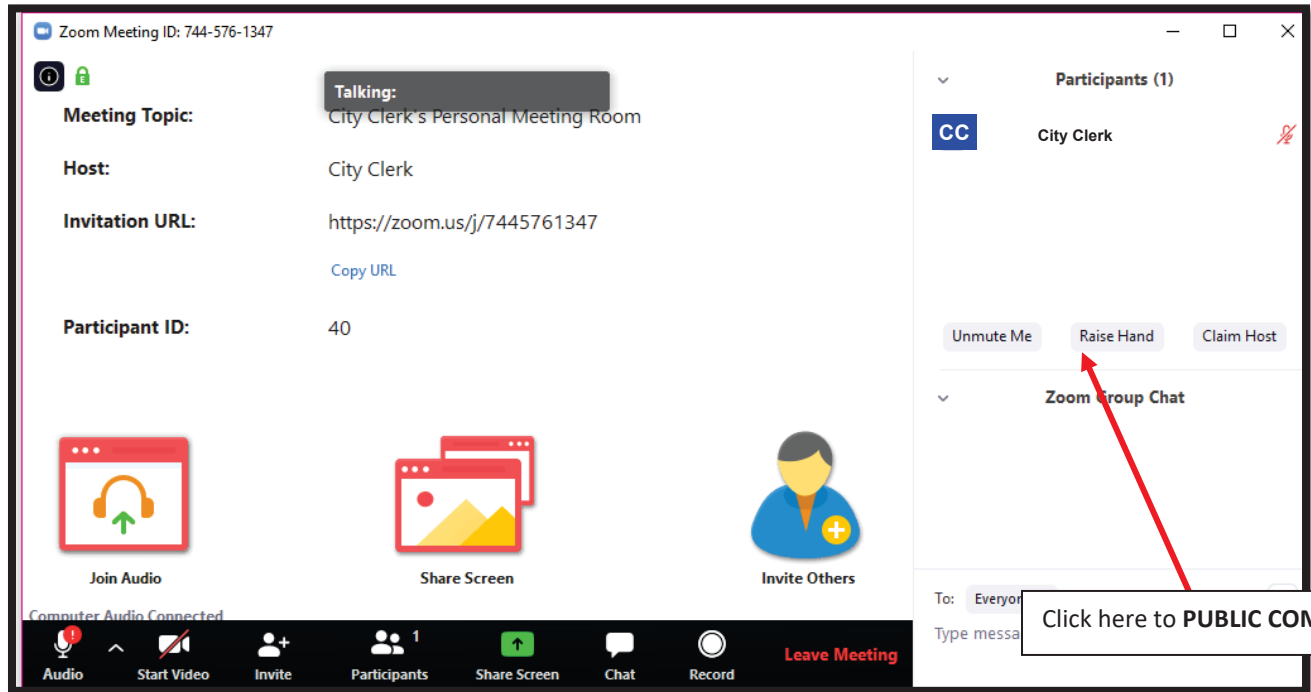 Zoom Meeting ID: 744-576-1347
Talking:
Meeting Topic: City Clerk's Personal Meeting Room
Host: City Clerk
Invitation URL: https://zoom.us/j/7445761347
Copy URL
Participant ID: 40
Join Audio
Share Screen
Invite Others
Computer Audio Connected
Audio
Start Video
Invite
1
Participants
Share Screen
Chat
Record
Leave Meeting
Participants (1)
CC City Clerk
Unmute Me Raise Hand Claim Host
Zoom Group Chat
To:
Type
Click here to PUBLIC